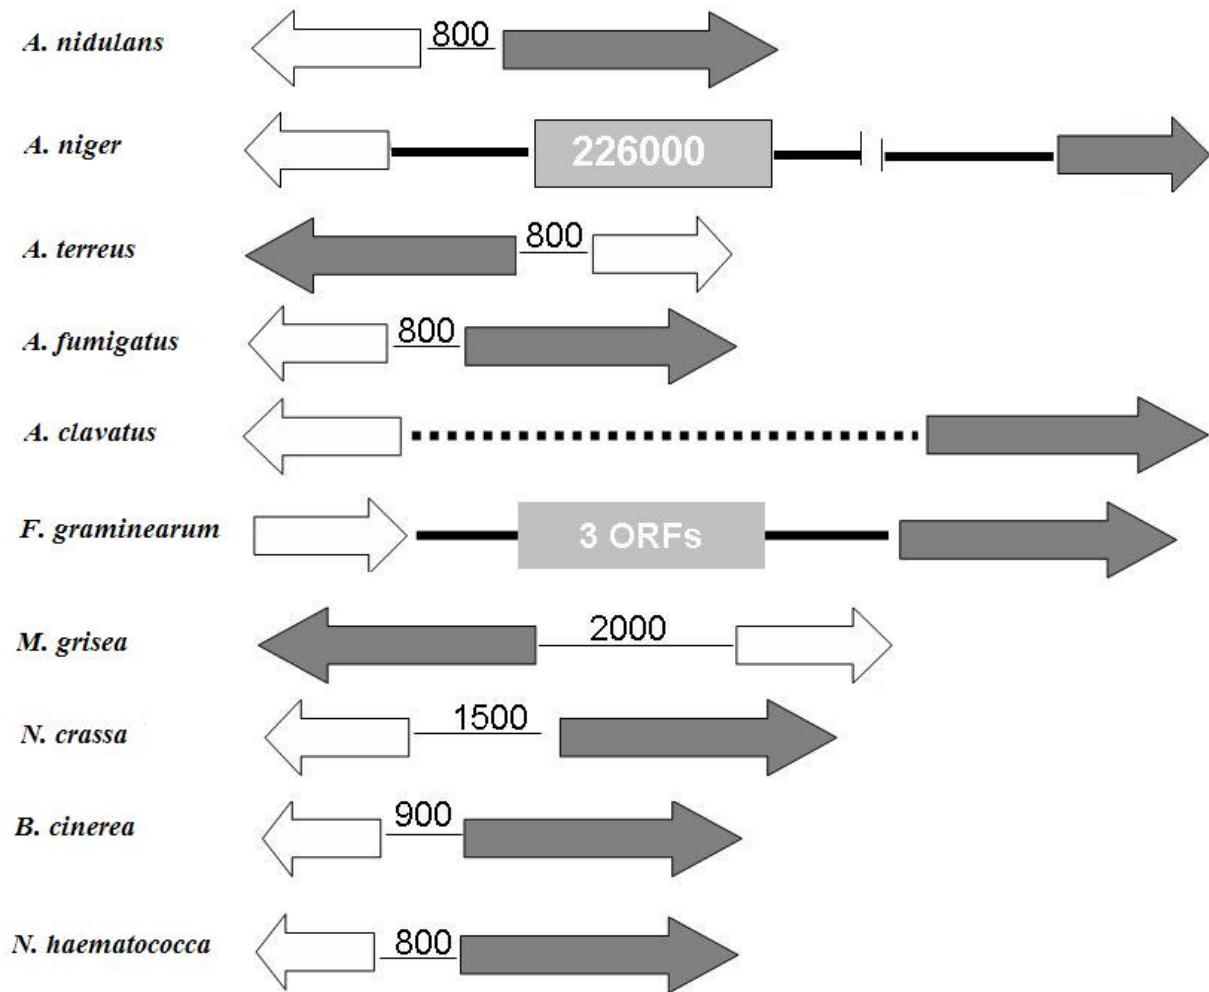 A. nidulans 800
A. niger 226000
A. terreus 800
A. fumigatus 800
A. clavatus
F. graminearum 3 ORFs
M. grisea 2000
N. crassa 1500
B. cinerea 900
N. haematococca 800